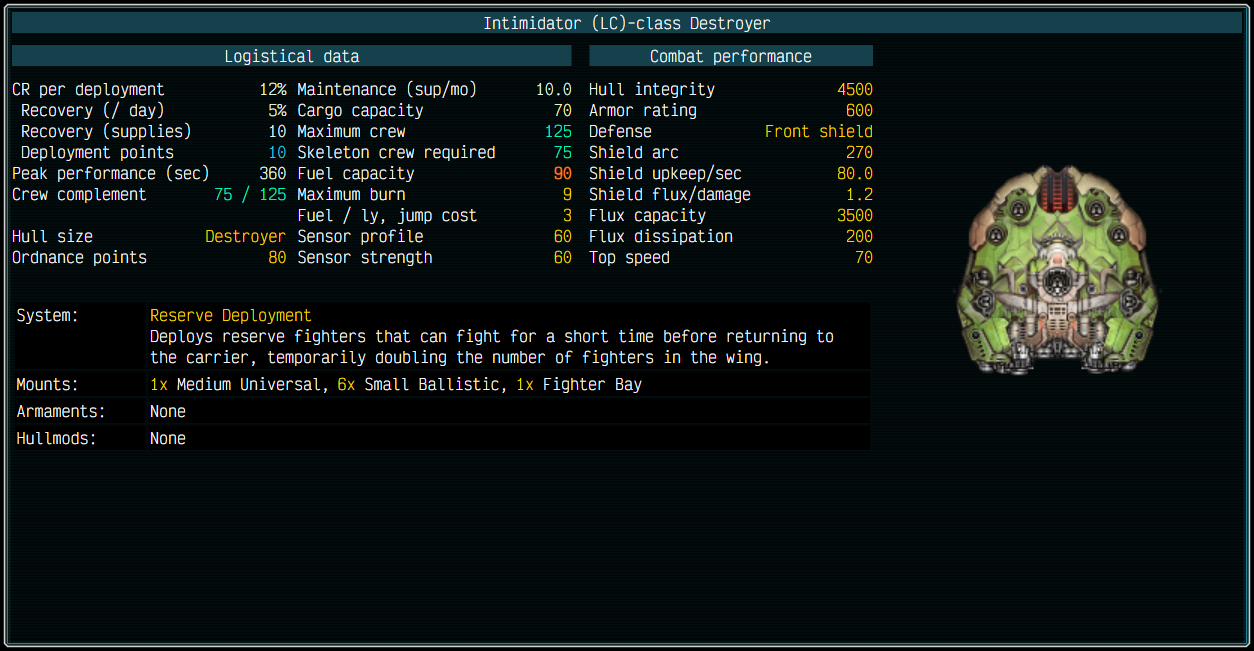 Intimidator (LC)-class Destroyer
Logistical data
CR per deployment 12% Maintenance (sup/mo) 10.0
Recovery (/ day) 5% Cargo capacity 70
Recovery (supplies) 10 Maximum crew 125
Deployment points 10 Skeleton crew required 75
Peak performance (sec) 360 Fuel capacity 90
Crew complement 75 / 125 Maximum burn 9
Fuel / ly, jump cost 3
Hull size Destroyer Sensor profile 60
Ordnance points 80 Sensor strength 60
Combat performance
Hull integrity 4500
Armor rating 600
Defense Front shield
Shield arc 270
Shield upkeep/sec 80.0
Shield flux/damage 1.2
Flux capacity 3500
Flux dissipation 200
Top speed 70
System: Reserve Deployment
Deploys reserve fighters that can fight for a short time before returning to
the carrier, temporarily doubling the number of fighters in the wing.
Mounts: 1x Medium Universal, 6x Small Ballistic, 1x Fighter Bay
Armaments: None
Hullmods: None